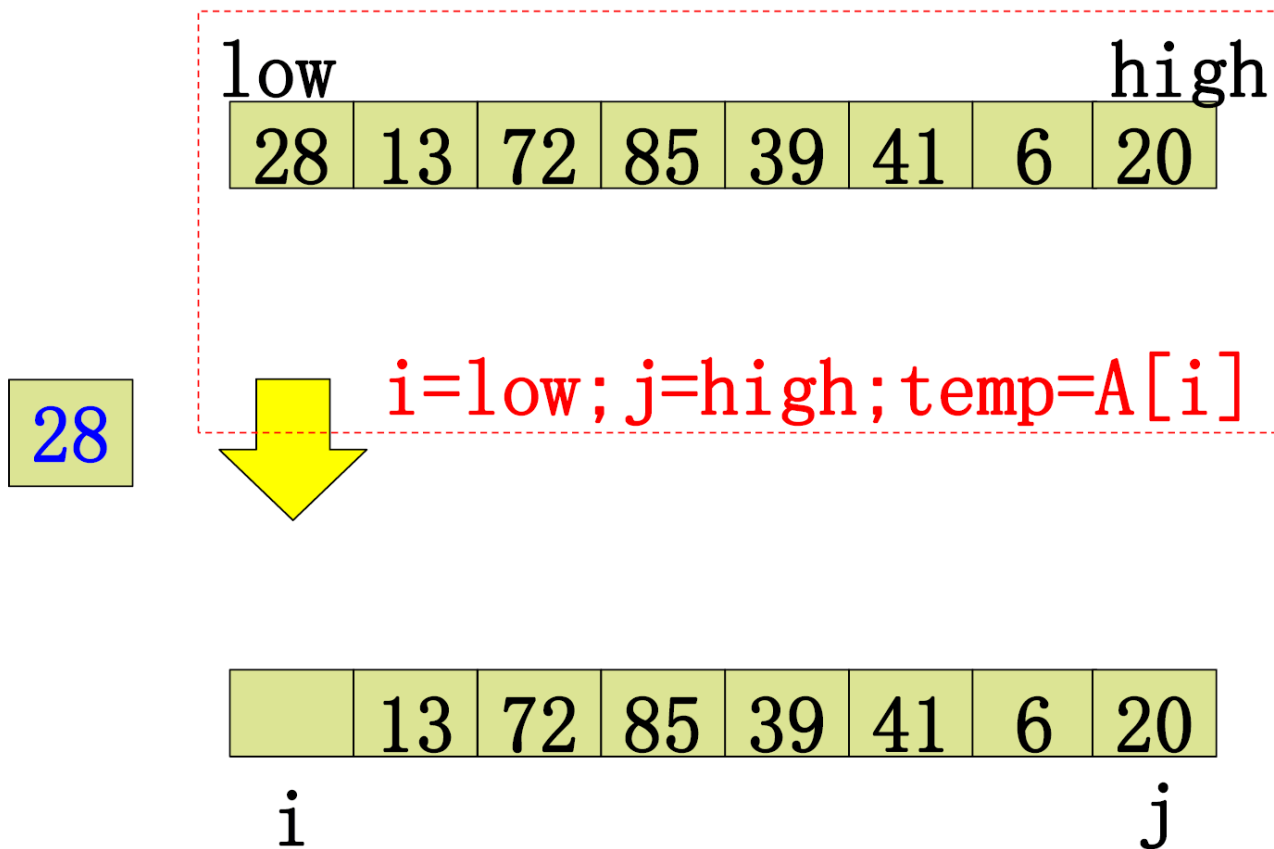 low high
28 13 72 85 39 41 6 20
i=low;j=high;temp=A[i]
28
13 72 85 39 41 6 20
i j